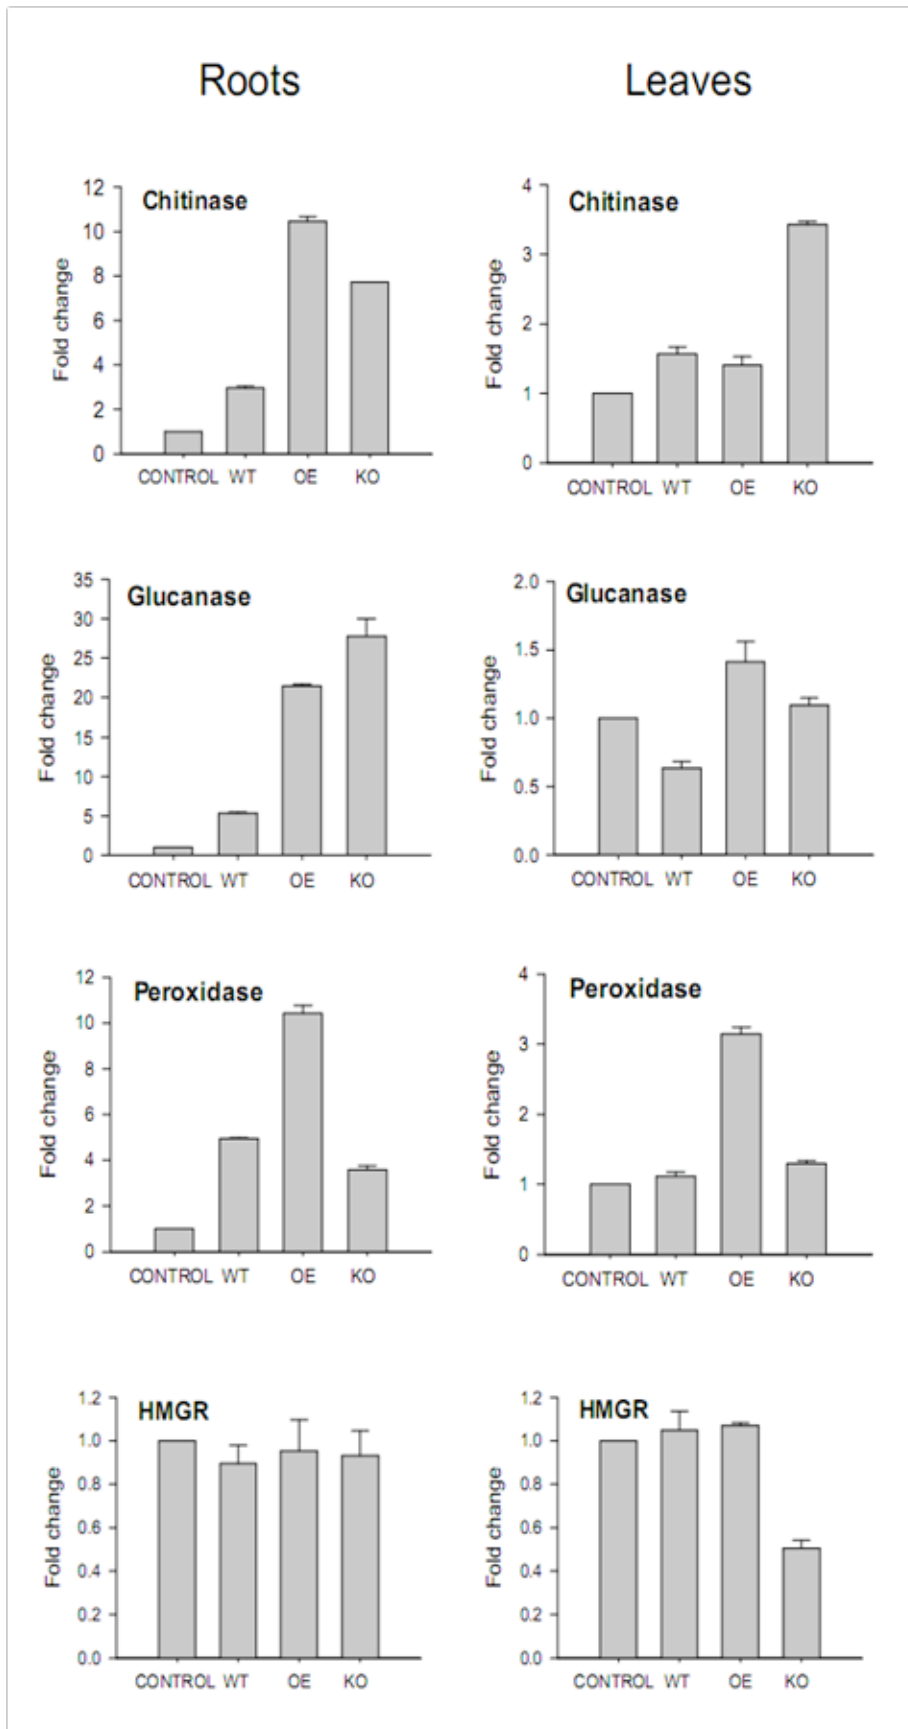 Roots
Leaves
Chitinase
Fold change
12
10
8
6
4
2
0
CONTROL WT OE KO
Chitinase
Fold change
4
3
2
1
0
CONTROL WT OE KO
Glucanase
Fold change
35
30
25
20
15
10
5
0
CONTROL WT OE KO
Glucanase
Fold change
2.0
1.5
1.0
0.5
0.0
CONTROL WT OE KO
Peroxidase
Fold change
12
10
8
6
4
2
0
CONTROL WT OE KO
Peroxidase
Fold change
4
3
2
1
0
CONTROL WT OE KO
HMGR
Fold change
1.2
1.0
0.8
0.6
0.4
0.2
0.0
CONTROL WT OE KO
HMGR
Fold change
1.2
1.0
0.8
0.6
0.4
0.2
0.0
CONTROL WT OE KO